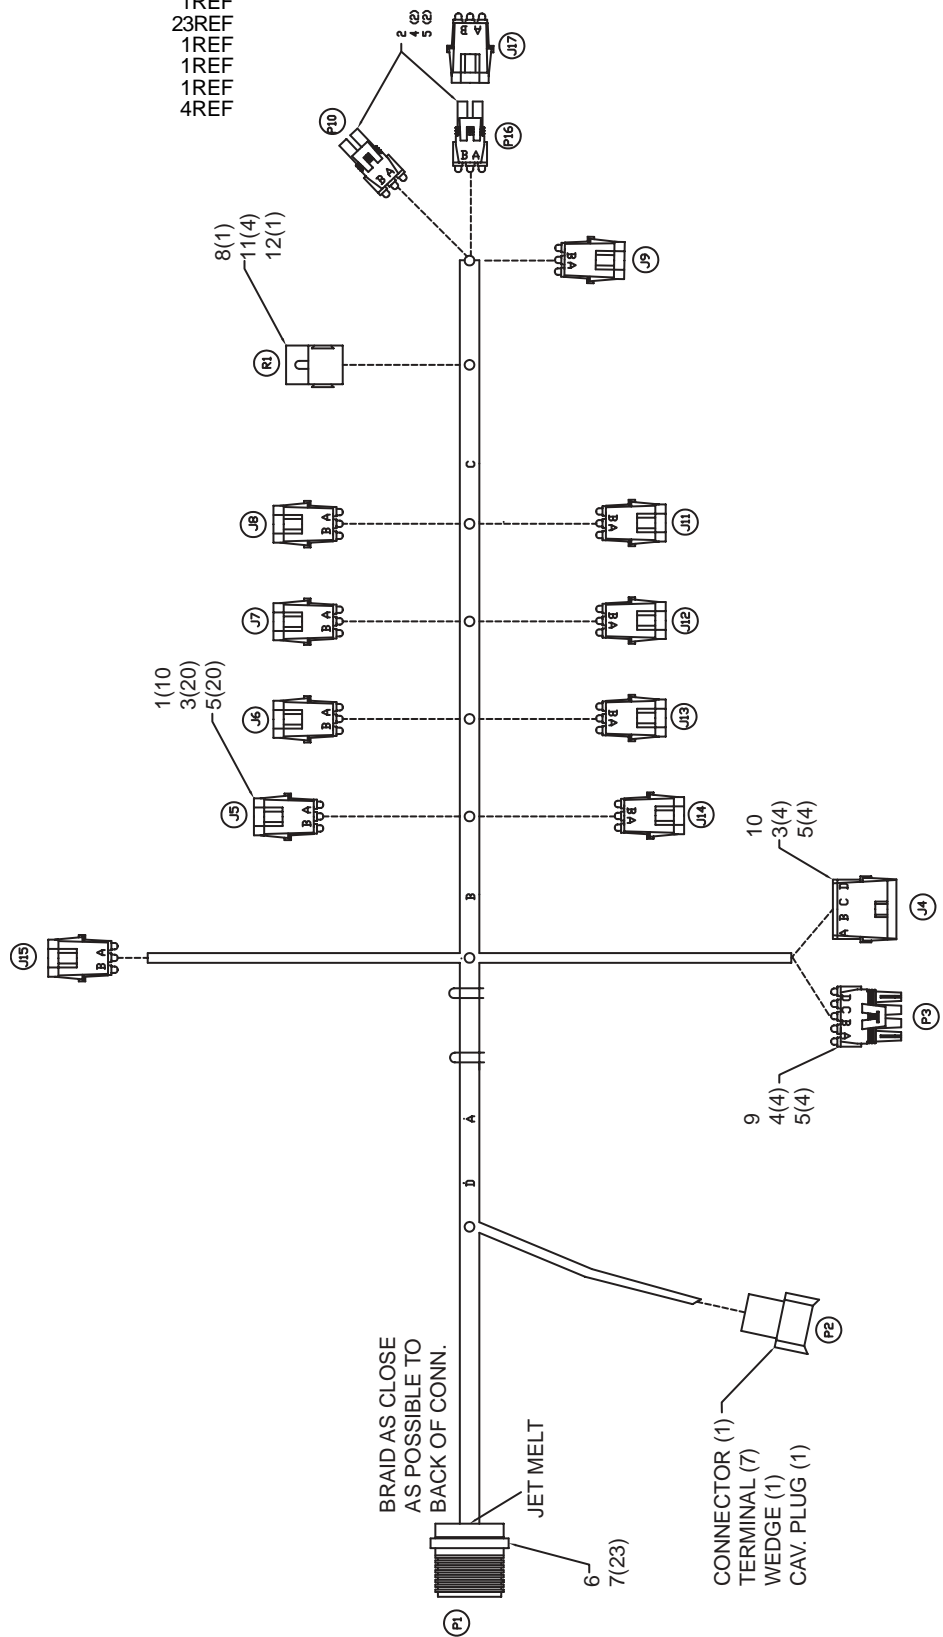 1REF
23REF
1REF
1REF
1REF
4REF
2
4 (2)
5 (2)
A
B
J17
P10
B A
P16
B A
8(1)
11(4)
12(1)
R1
J9
B A
C
J8
B A
J11
B A
J7
B A
J12
B A
1(10
3(20)
5(20)
J6
B A
J13
B A
J5
B A
J14
B A
B
10
3(4)
5(4)
A B C D
J4
J15
B A
D C B A
P3
9
4(4)
5(4)
A
D
P2
BRAID AS CLOSE
AS POSSIBLE TO
BACK OF CONN.
JET MELT
6
7(23)
P1
CONNECTOR (1)
TERMINAL (7)
WEDGE (1)
CAV. PLUG (1)